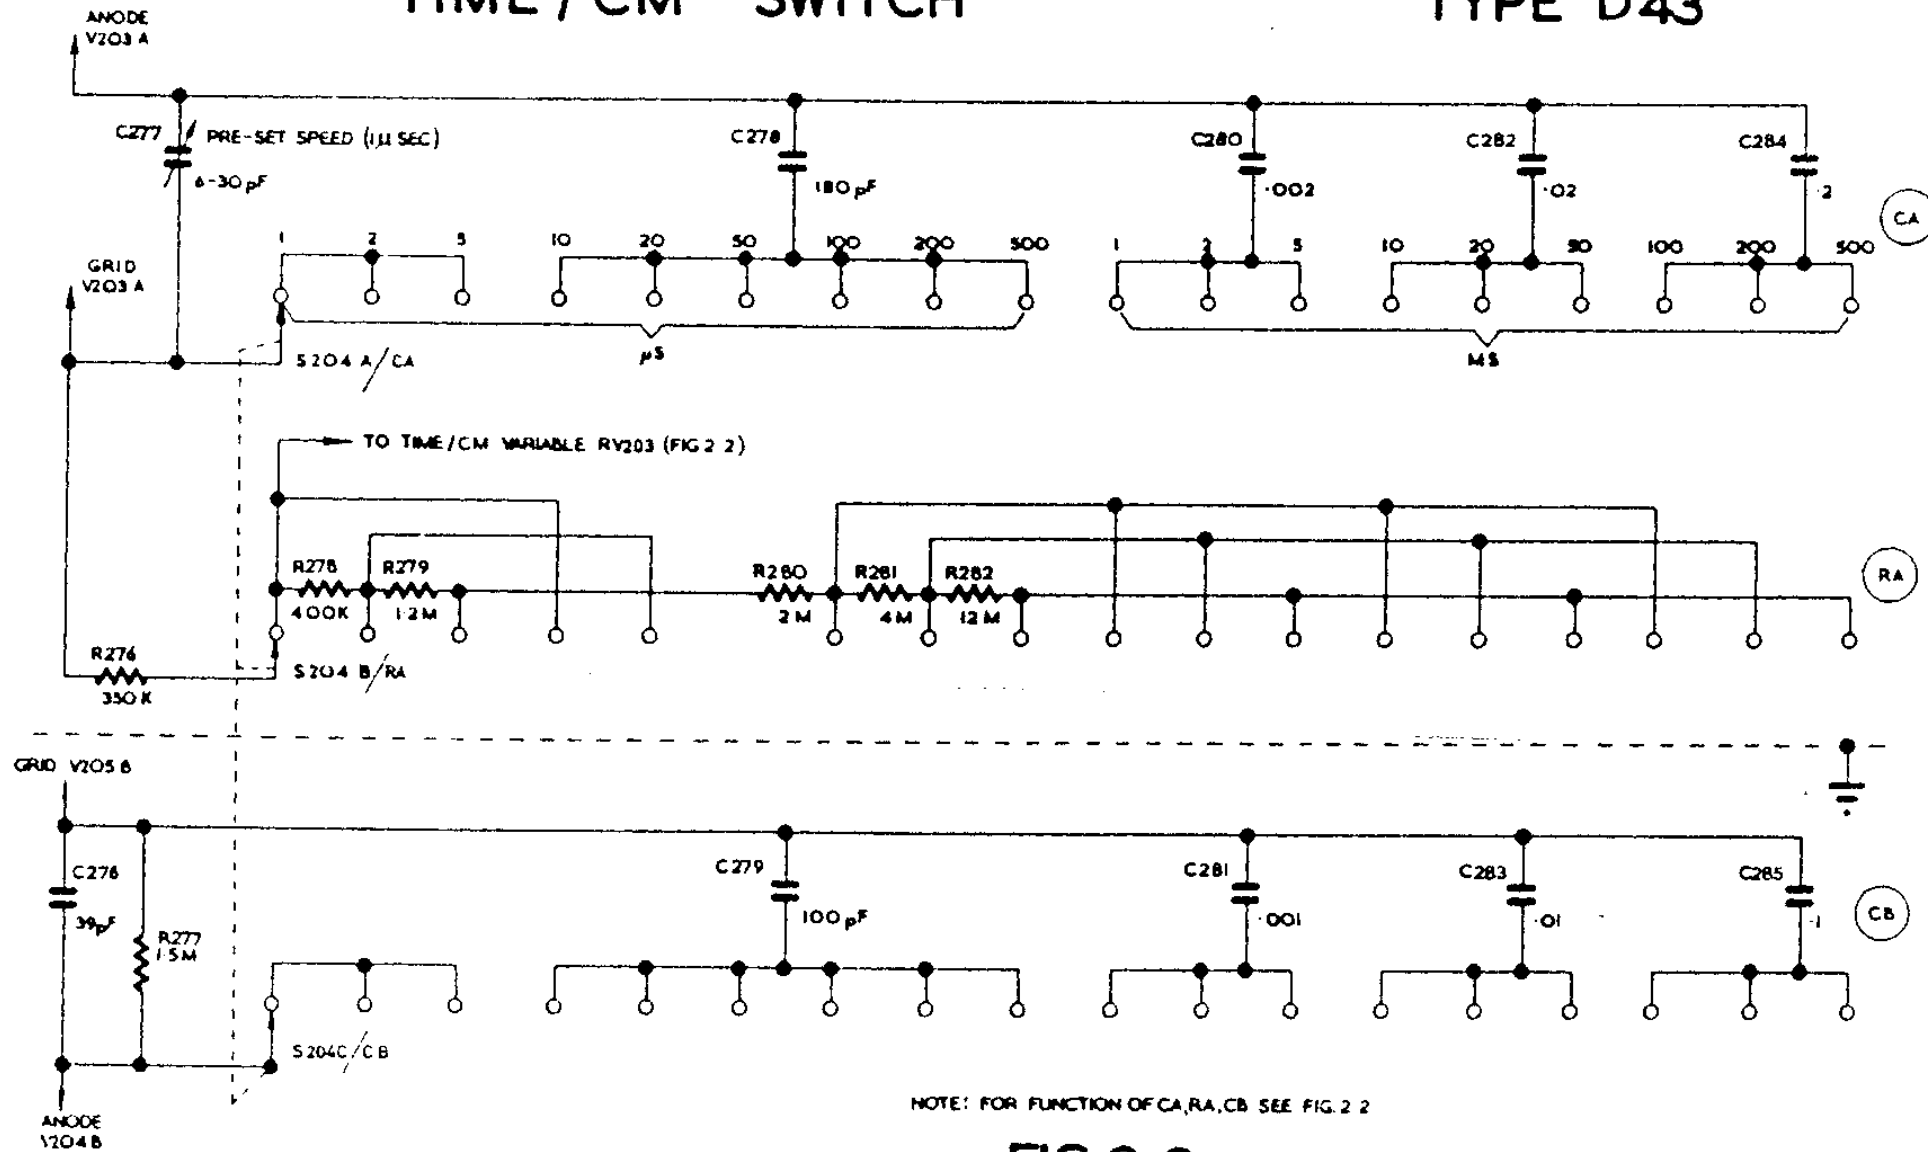 TIME / CM SWITCH
TYPE D43
ANODE
V203 A
C277
PRE-SET SPEED (1µ SEC)
6-30 pF
C278
180 pF
C280
·002
C282
·02
C284
·2
CA
1 2 5 10 20 50 100 200 500 1 2 5 10 20 50 100 200 500
GRID
V203 A
S204 A/CA
µS
MS
TO TIME/CM VARIABLE RV203 (FIG 2 2)
R278
400K
R279
1·2M
R280
2 M
R281
4 M
R282
12 M
RA
R276
350 K
S204 B/RA
GRID V205 B
C276
39pF
R277
1·5M
C279
100 pF
C281
·001
C283
·01
C285
·1
CB
S204C/CB
ANODE
V204 B
NOTE: FOR FUNCTION OF CA, RA, CB SEE FIG. 2 2